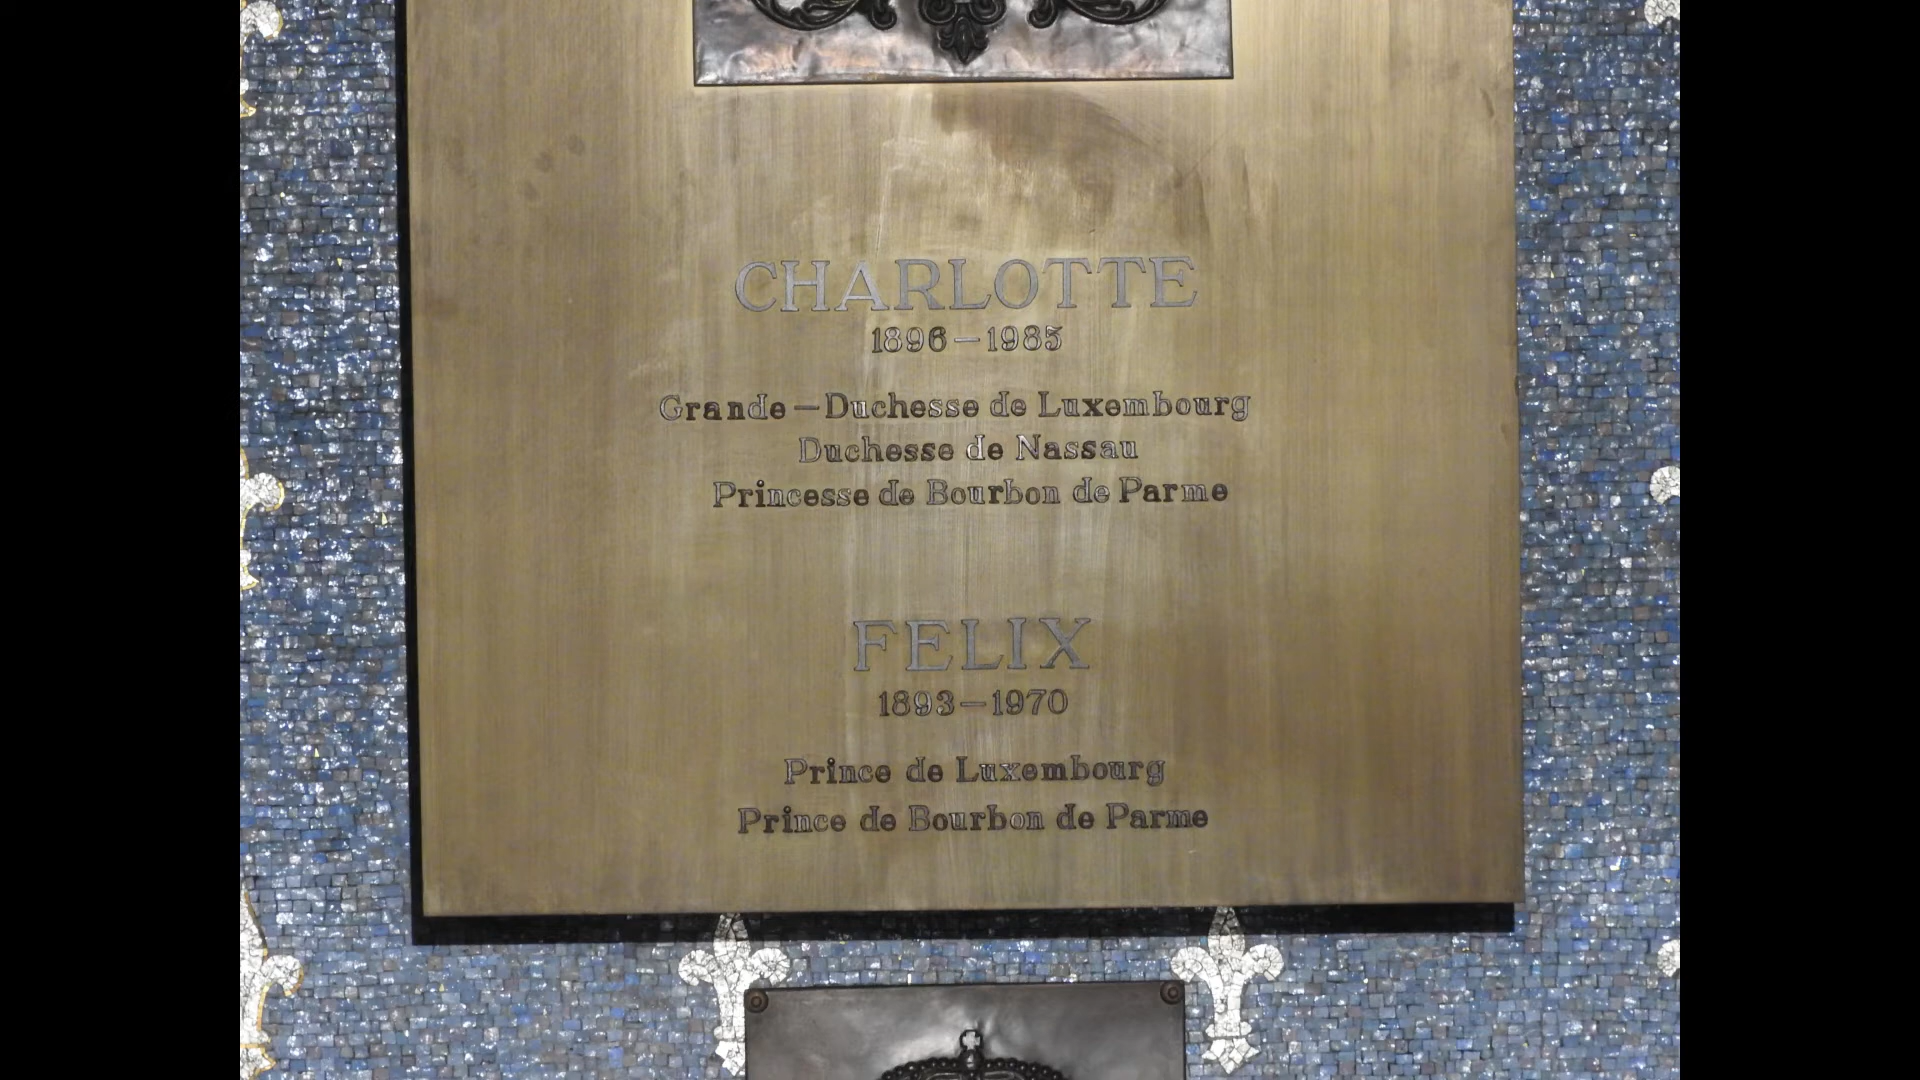 CHARLOTTE
1896–1985
Grande–Duchesse de Luxembourg
Duchesse de Nassau
Princesse de Bourbon de Parme
FELIX
1893–1970
Prince de Luxembourg
Prince de Bourbon de Parme